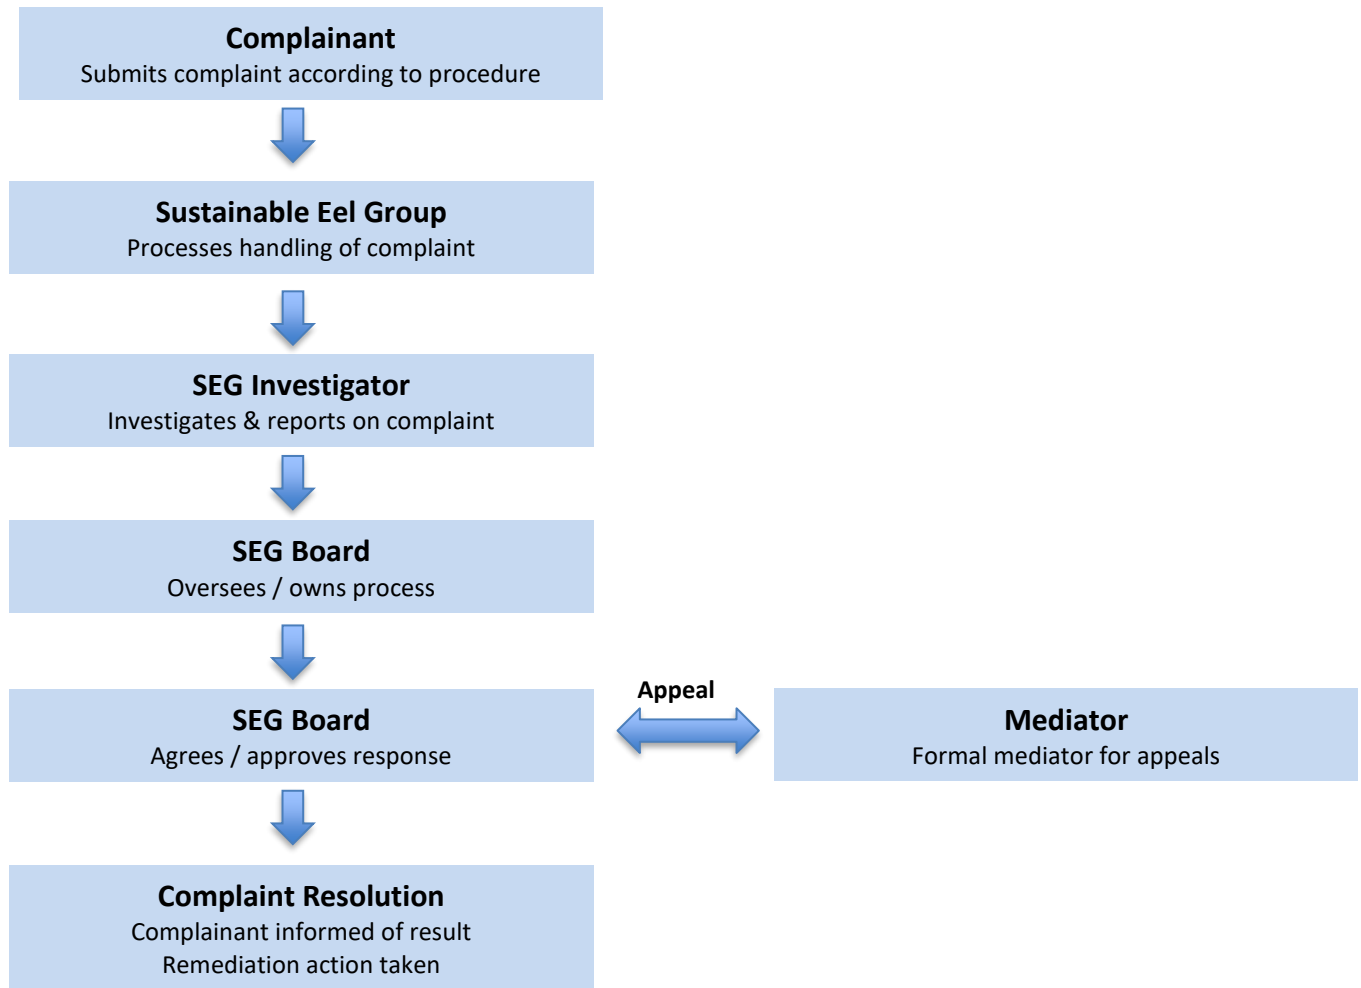 Complainant
Submits complaint according to procedure
Sustainable Eel Group
Processes handling of complaint
SEG Investigator
Investigates & reports on complaint
SEG Board
Oversees / owns process
SEG Board
Agrees / approves response
Appeal
Mediator
Formal mediator for appeals
Complaint Resolution
Complainant informed of result
Remediation action taken